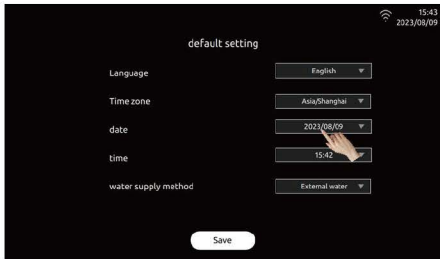 15:43
2023/08/09
default setting
Language English
Time zone Asia/Shanghai
date 2023/08/09
time 15:42
water supply method External water
Save